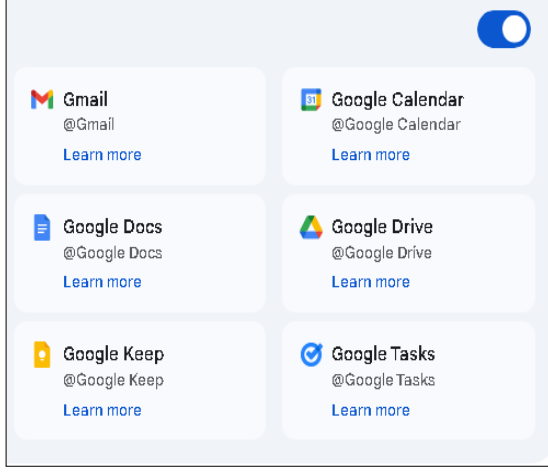 Gmail
@Gmail
Learn more
31
Google Calendar
@Google Calendar
Learn more
Google Docs
@Google Docs
Learn more
Google Drive
@Google Drive
Learn more
Google Keep
@Google Keep
Learn more
Google Tasks
@Google Tasks
Learn more